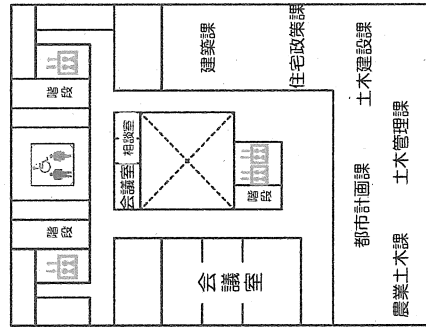 建築課
住宅政策課
土木建設課
階段
相談室
会議室
階段
土木管理課
都市計画課
階段
会議室
農業土木課